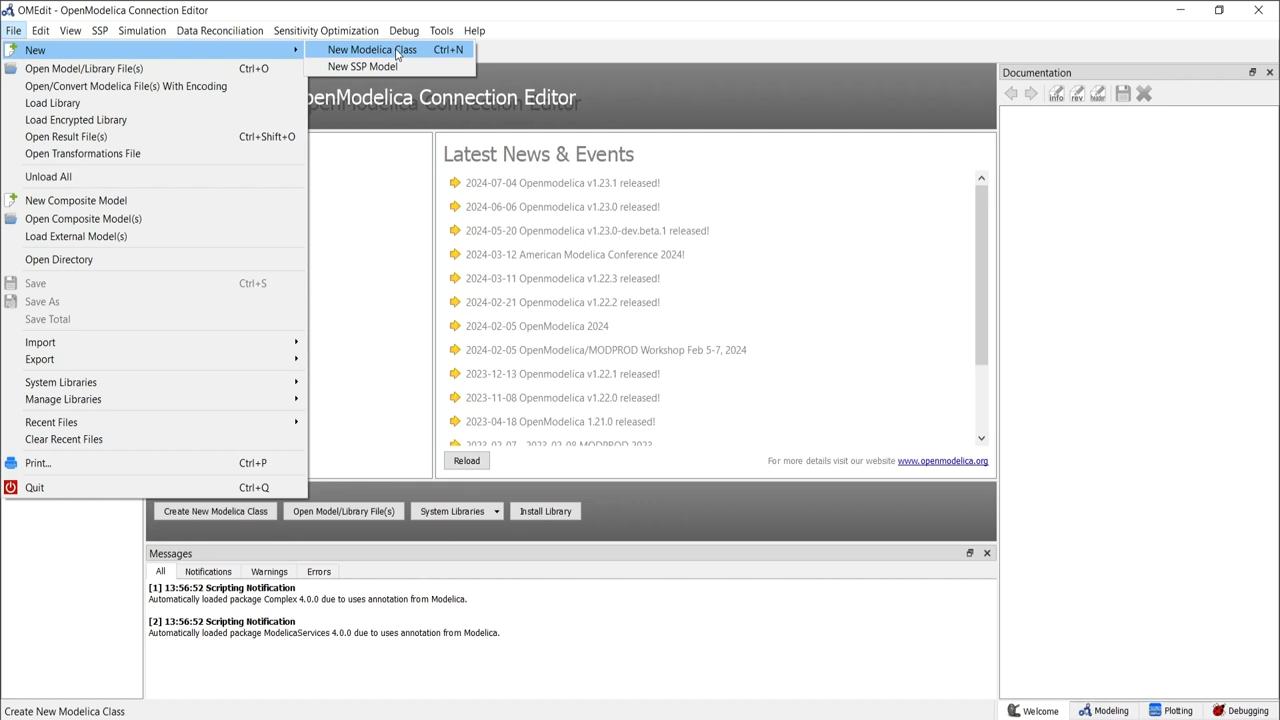 OMEdit - OpenModelica Connection Editor
File Edit View SSP Simulation Data Reconciliation Sensitivity Optimization Debug Tools Help
New
New Modelica Class Ctrl+N
New SSP Model
Open Model/Library File(s) Ctrl+O
Open/Convert Modelica File(s) With Encoding
Load Library
Load Encrypted Library
Open Result File(s) Ctrl+Shift+O
Open Transformations File
Unload All
New Composite Model
Open Composite Model(s)
Load External Model(s)
Open Directory
Save Ctrl+S
Save As
Save Total
Import
Export
System Libraries
Manage Libraries
Recent Files
Clear Recent Files
Print... Ctrl+P
Quit Ctrl+Q
penModelica Connection Editor
Latest News & Events
2024-07-04 Openmodelica v1.23.1 released!
2024-06-06 Openmodelica v1.23.0 released!
2024-05-20 Openmodelica v1.23.0-dev.beta.1 released!
2024-03-12 American Modelica Conference 2024!
2024-03-11 Openmodelica v1.22.3 released!
2024-02-21 Openmodelica v1.22.2 released!
2024-02-05 OpenModelica 2024
2024-02-05 OpenModelica/MODPROD Workshop Feb 5-7, 2024
2023-12-13 Openmodelica v1.22.1 released!
2023-11-08 Openmodelica v1.22.0 released!
2023-04-18 OpenModelica 1.21.0 released!
2023-02-07 - 2023-02-08 MODPROD 2023
Reload
For more details visit our website www.openmodelica.org
Create New Modelica Class Open Model/Library File(s) System Libraries Install Library
Messages
All Notifications Warnings Errors
[1] 13:56:52 Scripting Notification
Automatically loaded package Complex 4.0.0 due to uses annotation from Modelica.
[2] 13:56:52 Scripting Notification
Automatically loaded package ModelicaServices 4.0.0 due to uses annotation from Modelica.
Documentation
info rev header
Create New Modelica Class
Welcome Modeling Plotting Debugging